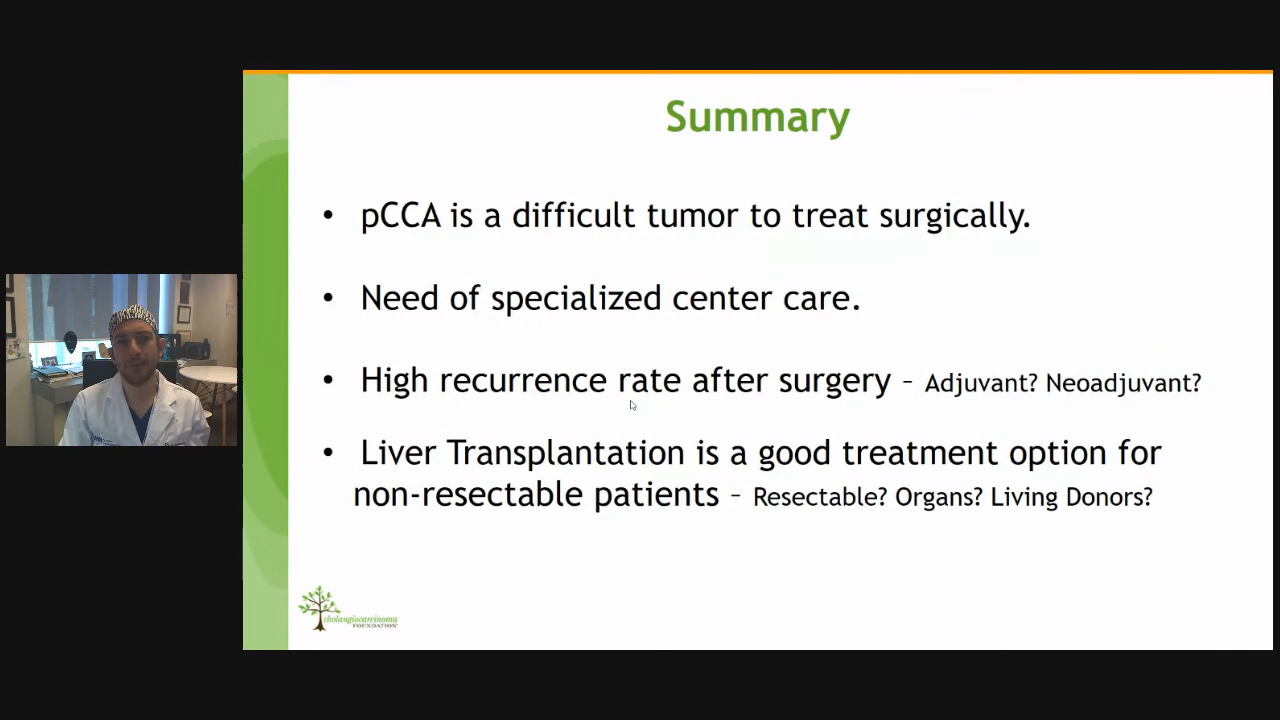 Summary
• pCCA is a difficult tumor to treat surgically.
• Need of specialized center care.
• High recurrence rate after surgery – Adjuvant? Neoadjuvant?
• Liver Transplantation is a good treatment option for
non-resectable patients – Resectable? Organs? Living Donors?
cholangiocarcinoma
FOUNDATION